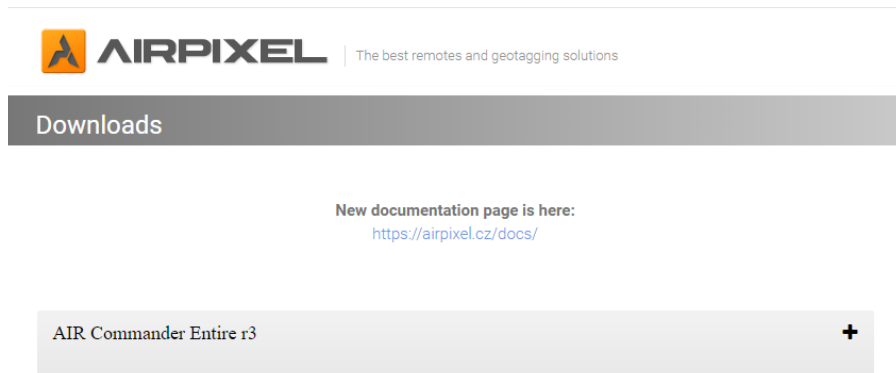 AIRPIXEL
The best remotes and geotagging solutions
Downloads
New documentation page is here:
https://airpixel.cz/docs/
AIR Commander Entire r3